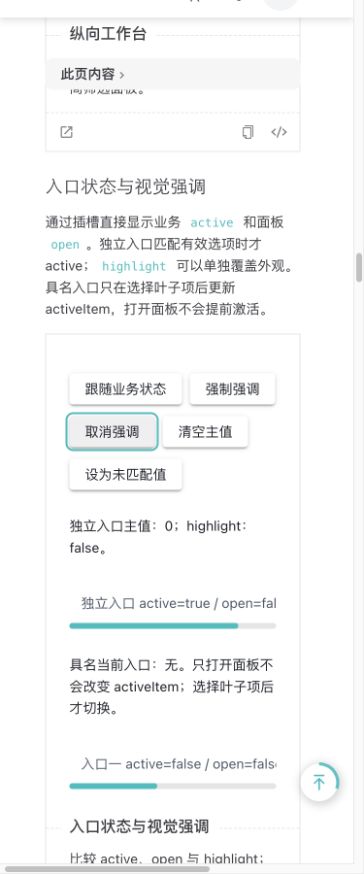 纵向工作台
此页内容 ›
入口状态与视觉强调
通过插槽直接显示业务 active 和面板
open 。独立入口匹配有效选项时才
active； highlight 可以单独覆盖外观。
具名入口只在选择叶子项后更新
activeItem，打开面板不会提前激活。
跟随业务状态 强制强调
取消强调 清空主值
设为未匹配值
独立入口主值：0；highlight：
false。
独立入口 active=true / open=fal
具名当前入口：无。只打开面板不
会改变 activeItem；选择叶子项后
才切换。
入口一 active=false / open=fals
入口状态与视觉强调
比较 active、open 与 highlight；